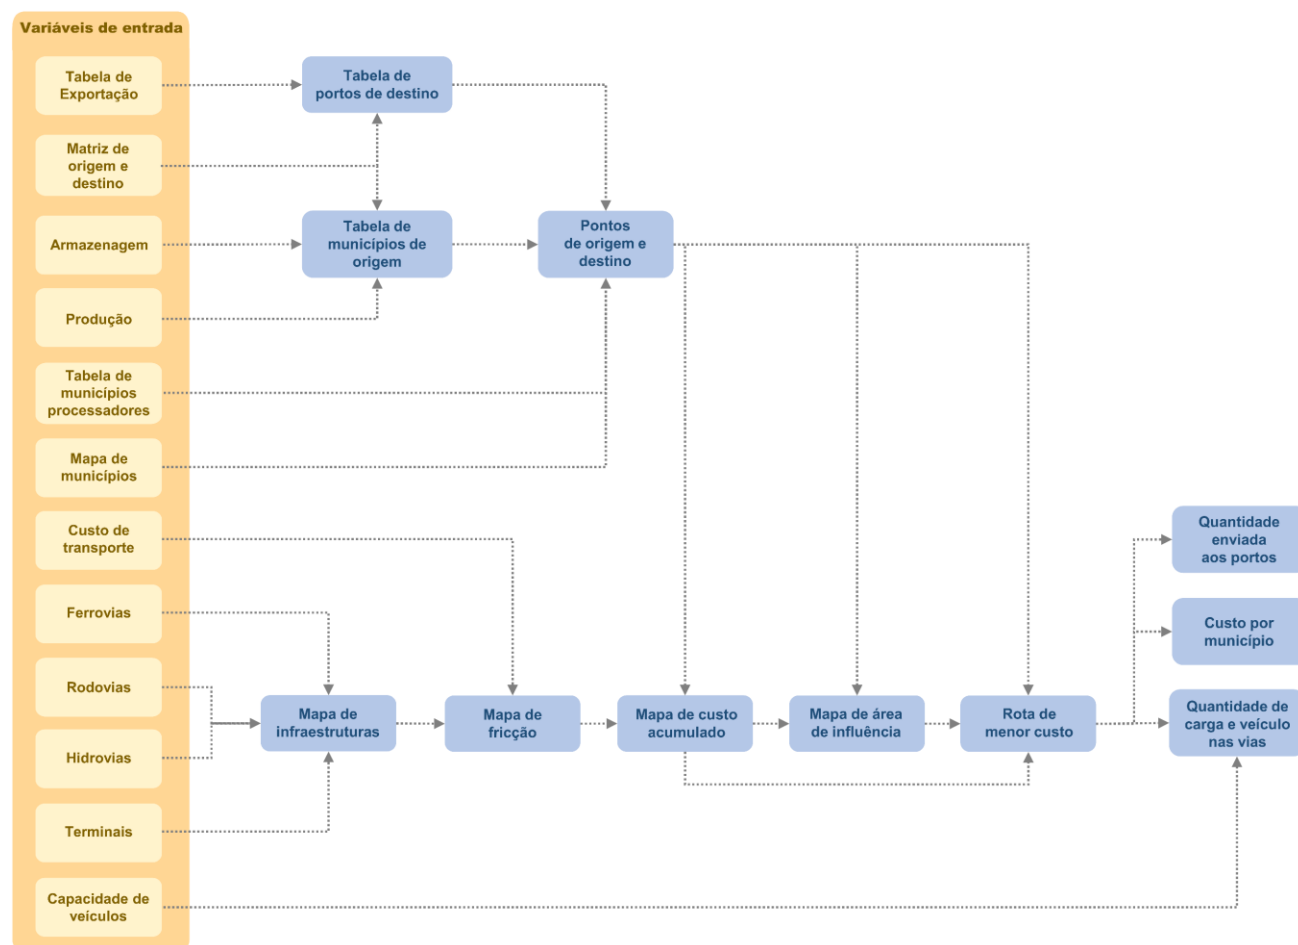 Variáveis de entrada
Tabela de
Exportação
Matriz de
origem e
destino
Armazenagem
Produção
Tabela de
municípios
processadores
Mapa de
municípios
Custo de
transporte
Ferrovias
Rodovias
Hidrovias
Terminais
Capacidade de
veículos
Tabela de
portos de destino
Tabela de
municípios de
origem
Pontos
de origem e
destino
Mapa de
infraestruturas
Mapa de
fricção
Mapa de custo
acumulado
Mapa de área
de influência
Rota de
menor custo
Quantidade
enviada
aos portos
Custo por
município
Quantidade de
carga e veículo
nas vias